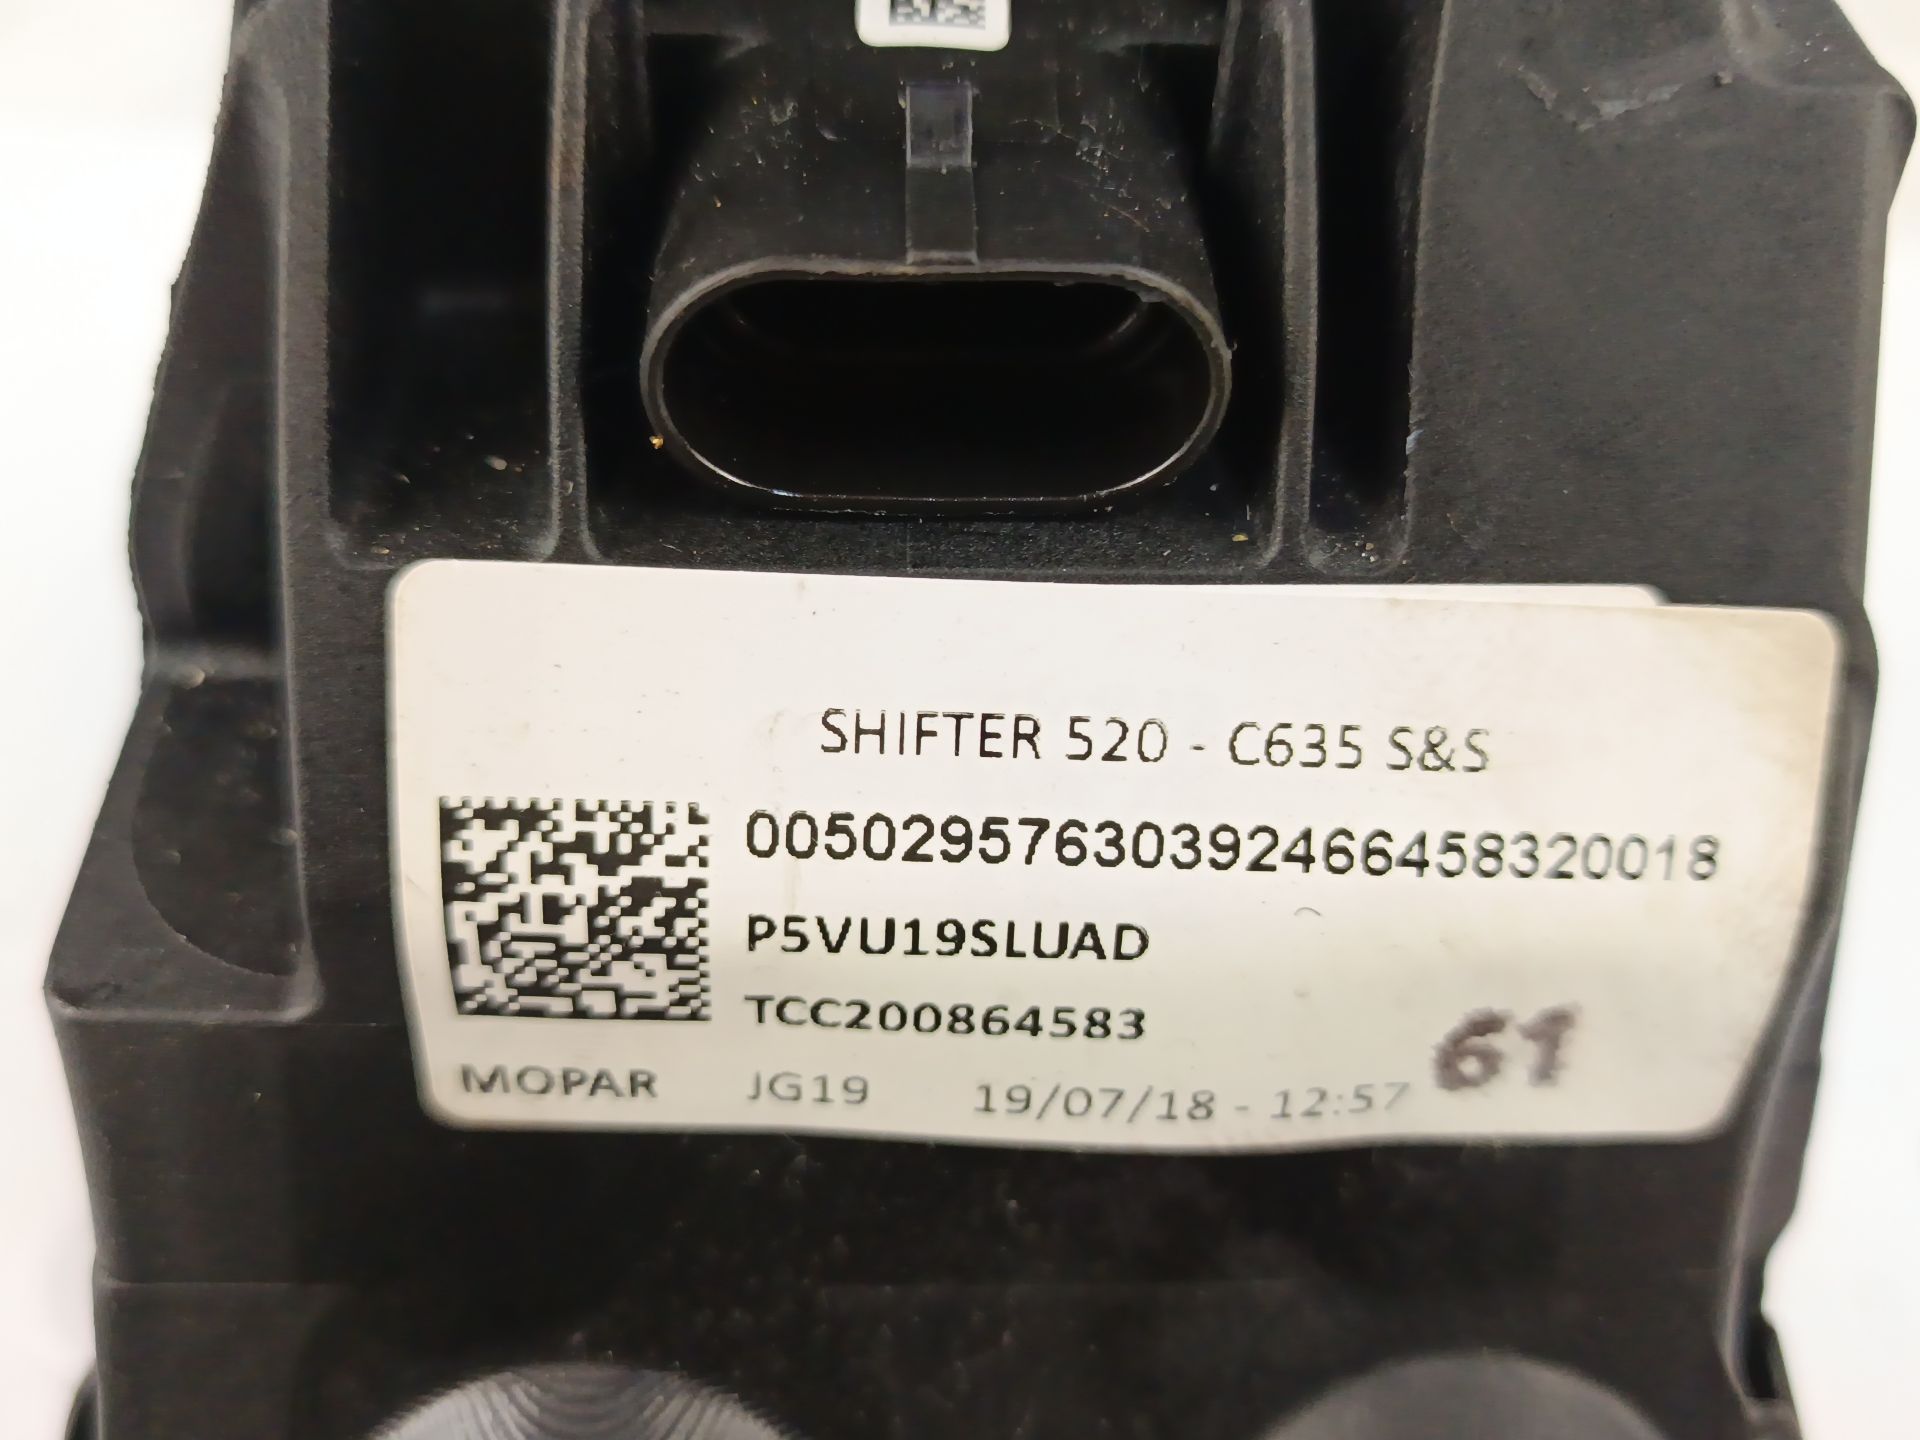 SHIFTER 520 - C635 S&S
00502957630392466458320018
P5VU19SLUAD
TCC200864583
MOPAR JG19 19/07/18 - 12:57 61